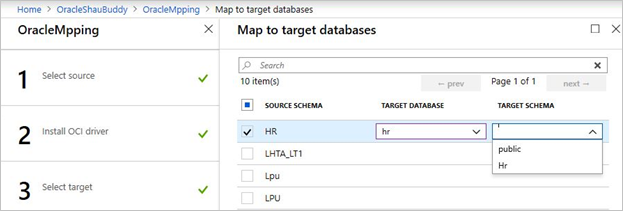 Home > OracleShauBuddy > OracleMpping > Map to target databases
OracleMpping
Map to target databases
Search
10 item(s)
← prev
Page 1 of 1
next →
SOURCE SCHEMA
TARGET DATABASE
TARGET SCHEMA
1 Select source
HR
hr
public
Hr
LHTA_LT1
2 Install OCI driver
Lpu
3 Select target
LPU